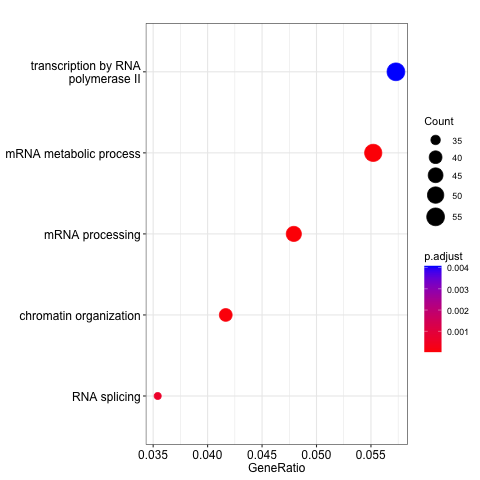 transcription by RNA
polymerase II
mRNA metabolic process
mRNA processing
chromatin organization
RNA splicing
0.035 0.040 0.045 0.050 0.055
GeneRatio
Count
35
40
45
50
55
p.adjust
0.004
0.003
0.002
0.001